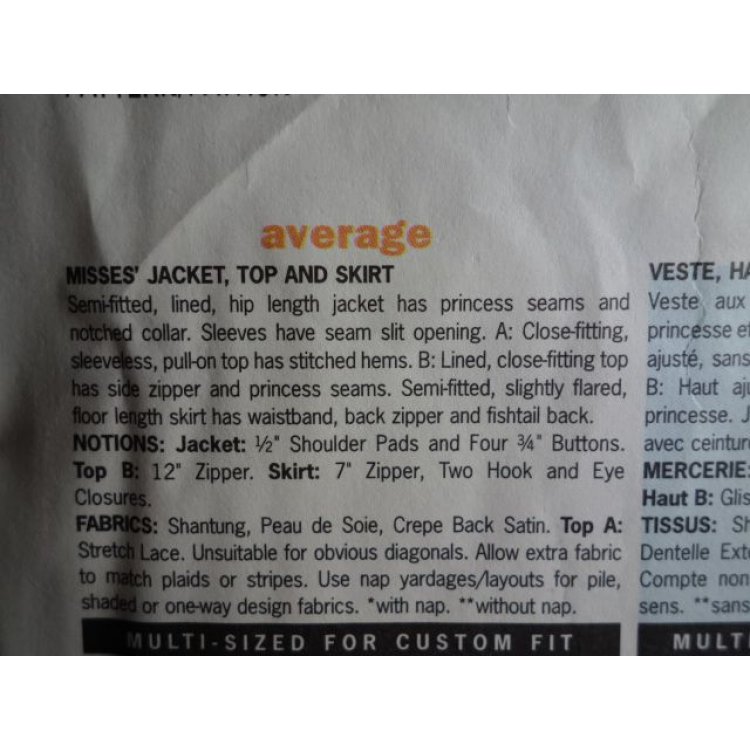 average
MISSES' JACKET, TOP AND SKIRT
Semi-fitted, lined, hip length jacket has princess seams and
notched collar. Sleeves have seam slit opening. A: Close-fitting,
sleeveless, pull-on top has stitched hems. B: Lined, close-fitting top
has side zipper and princess seams. Semi-fitted, slightly flared,
floor length skirt has waistband, back zipper and fishtail back.
NOTIONS: Jacket: ½" Shoulder Pads and Four ¾" Buttons.
Top B: 12" Zipper. Skirt: 7" Zipper, Two Hook and Eye
Closures.
FABRICS: Shantung, Peau de Soie, Crepe Back Satin. Top A:
Stretch Lace. Unsuitable for obvious diagonals. Allow extra fabric
to match plaids or stripes. Use nap yardages/layouts for pile,
shaded or one-way design fabrics. *with nap. **without nap.
MULTI-SIZED FOR CUSTOM FIT
VESTE, HA
Veste aux
princesse et
ajusté, sans
B: Haut aju
princesse. J
avec ceinture
MERCERIE:
Haut B: Glis
TISSUS: Sh
Dentelle Exte
Compte non
sens. **sans
MULTI